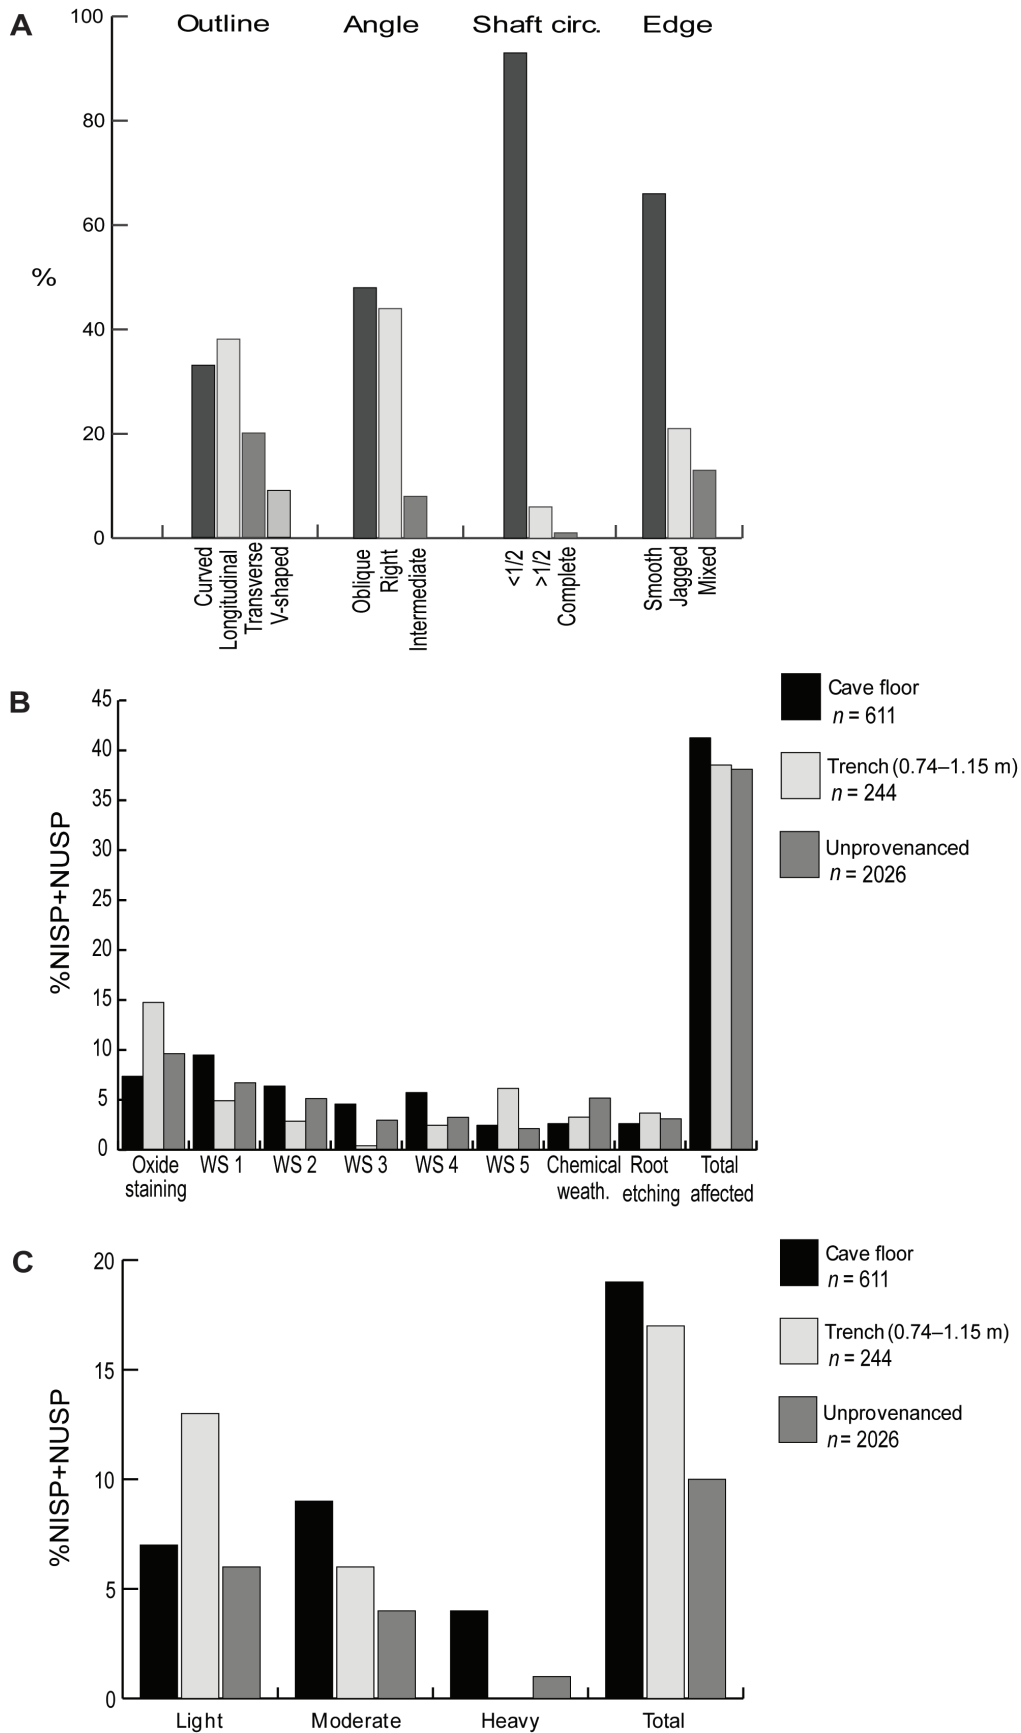 A
Outline Angle Shaft circ. Edge
100
80
60
%
40
20
0
Curved
Longitudinal
Transverse
V-shaped
Oblique
Right
Intermediate
<1/2
>1/2
Complete
Smooth
Jagged
Mixed
B
%NISP+NUSP
45
40
35
30
25
20
15
10
5
0
Oxide staining
WS 1
WS 2
WS 3
WS 4
WS 5
Chemical weath.
Root etching
Total affected
Cave floor
n = 611
Trench (0.74–1.15 m)
n = 244
Unprovenanced
n = 2026
C
%NISP+NUSP
20
15
10
5
0
Light Moderate Heavy Total
Cave floor
n = 611
Trench (0.74–1.15 m)
n = 244
Unprovenanced
n = 2026